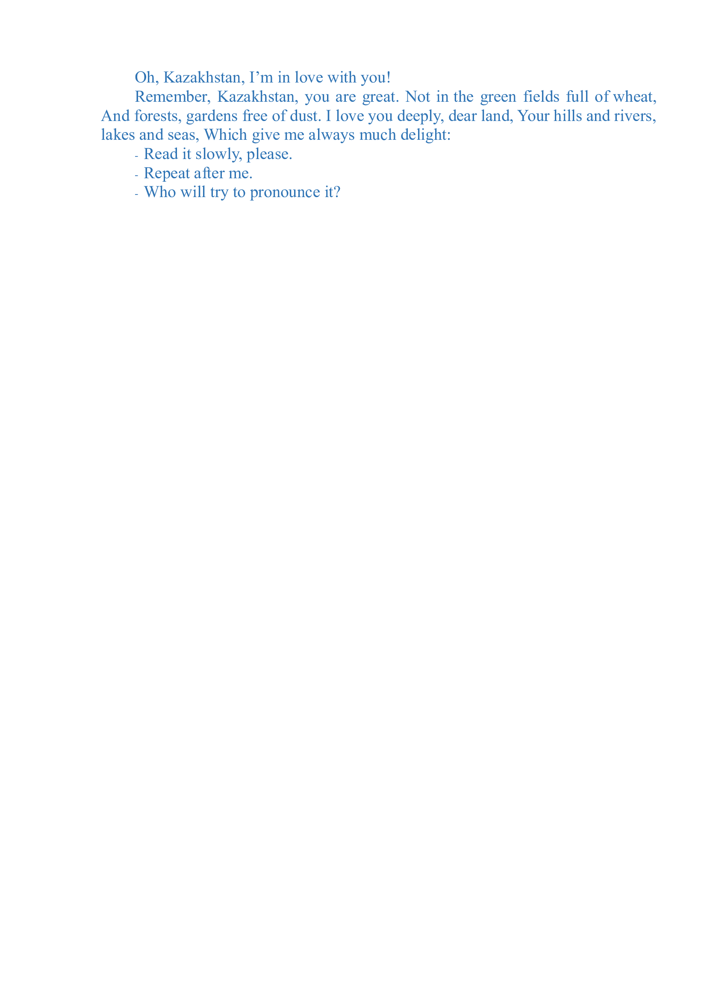 Oh, Kazakhstan, I’m in love with you!
Remember, Kazakhstan, you are great. Not in the green fields full of wheat,
And forests, gardens free of dust. I love you deeply, dear land, Your hills and rivers,
lakes and seas, Which give me always much delight:
- Read it slowly, please.
- Repeat after me.
- Who will try to pronounce it?